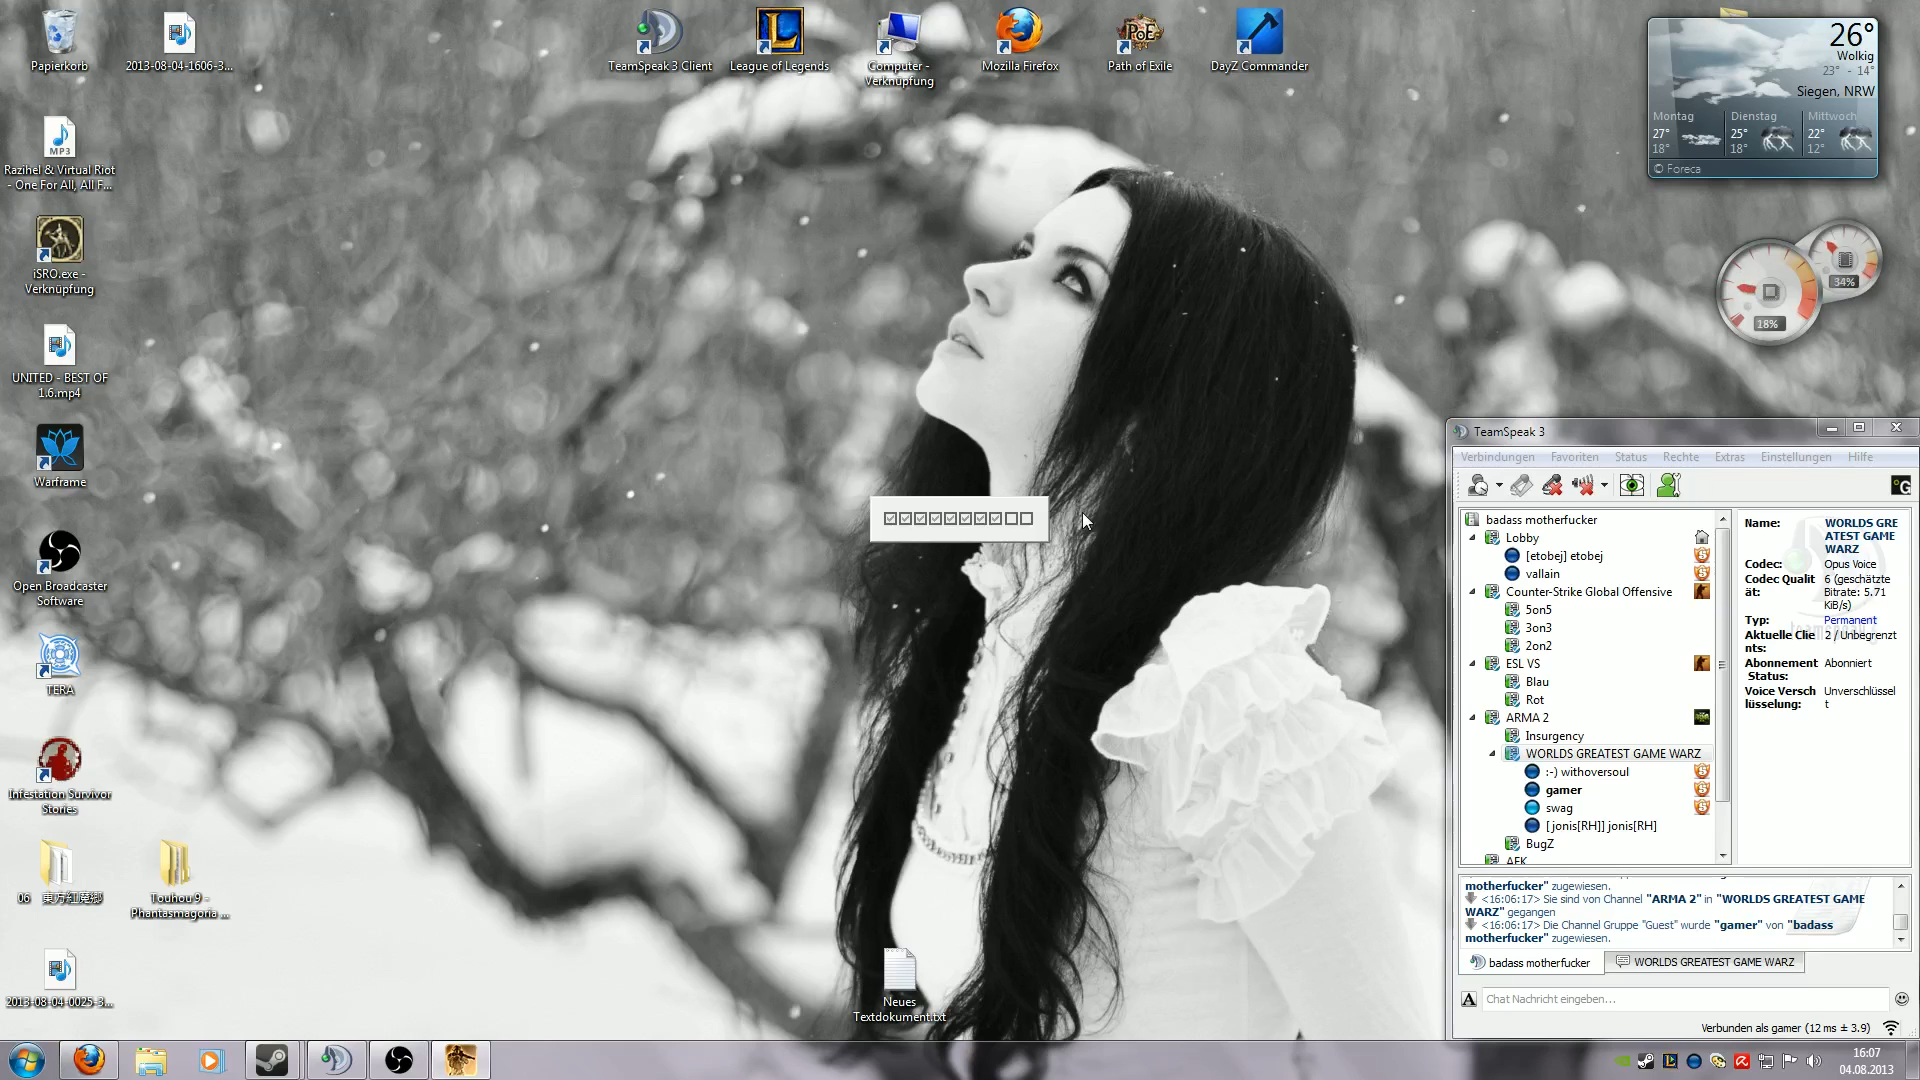 Papierkorb
2013-08-04-1606-3...
TeamSpeak 3 Client
League of Legends
Computer -
Verknüpfung
Mozilla Firefox
Path of Exile
DayZ Commander
MP3
Razihel & Virtual Riot
- One For All, All F...
iSRO.exe -
Verknüpfung
UNITED - BEST OF
1.6.mp4
Warframe
Open Broadcaster
Software
TERA
Infestation Survivor
Stories
06 東方紅魔郷
Touhou 9 -
Phantasmagoria ...
2013-08-04-0025-3...
Neues
Textdokument.txt
26°
Wolkig
23° - 14°
Siegen, NRW
Montag
27°
18°
Dienstag
25°
18°
Mittwoch
22°
12°
© Foreca
34%
18%
TeamSpeak 3
Verbindungen Favoriten Status Rechte Extras Einstellungen Hilfe
badass motherfucker
Lobby
[etobej] etobej
vallain
Counter-Strike Global Offensive
5on5
3on3
2on2
ESL VS
Blau
Rot
ARMA 2
Insurgency
WORLDS GREATEST GAME WARZ
:-) withoversoul
gamer
swag
[jonis[RH]] jonis[RH]
BugZ
AFK
Name: WORLDS GRE
ATEST GAME
WARZ
Codec: Opus Voice
Codec Qualit 6 (geschätzte
ät: Bitrate: 5.71
KiB/s)
Typ: Permanent
Aktuelle Clie 2 / Unbegrenzt
nts:
Abonnement Abonniert
Status:
Voice Versch Unverschlüssel
lüsselung: t
motherfucker" zugewiesen.
<16:06:17> Sie sind von Channel "ARMA 2" in "WORLDS GREATEST GAME
WARZ" gegangen
<16:06:17> Die Channel Gruppe "Guest" wurde "gamer" von "badass
motherfucker" zugewiesen.
badass motherfucker
WORLDS GREATEST GAME WARZ
Chat Nachricht eingeben...
Verbunden als gamer (12 ms ± 3.9)
16:07
04.08.2013